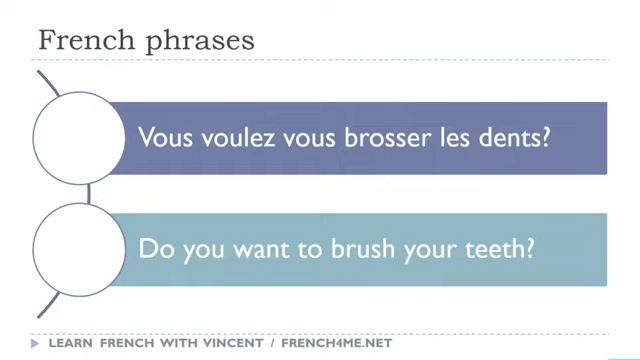 French phrases
Vous voulez vous brosser les dents?
Do you want to brush your teeth?
LEARN FRENCH WITH VINCENT / FRENCH4ME.NET